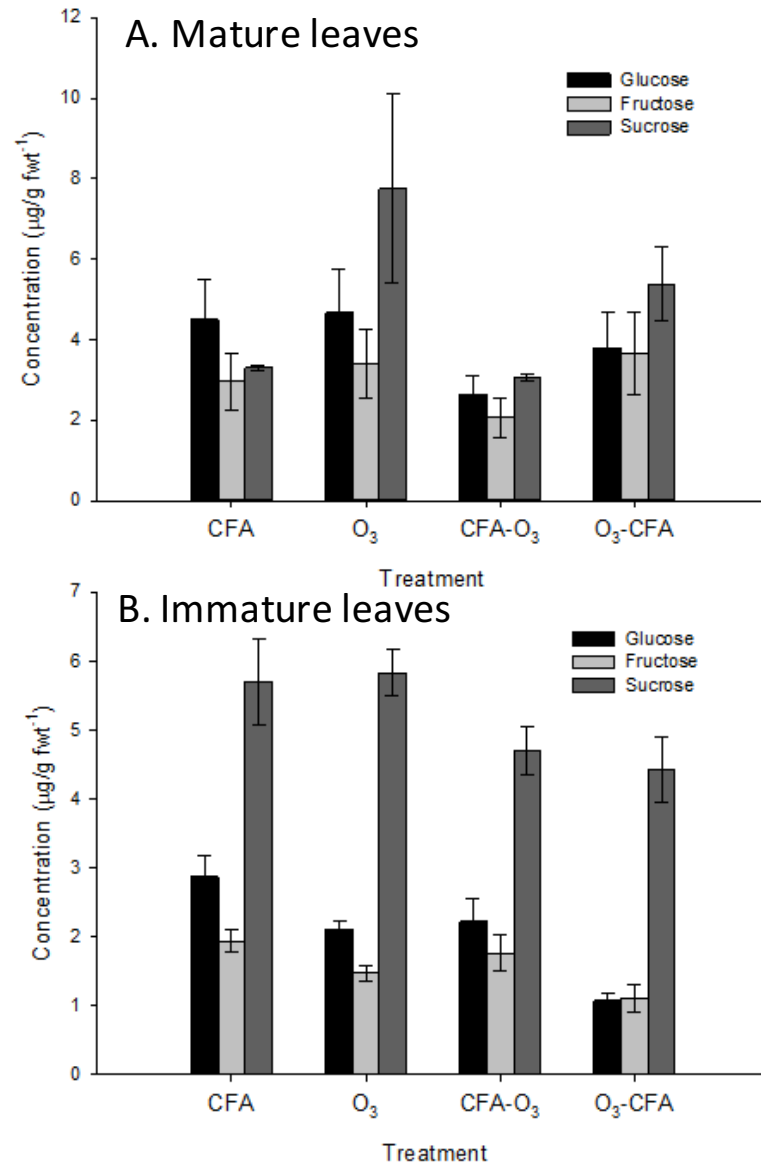 A. Mature leaves
12
10
8
6
4
2
0
Concentration (µg/g fwt⁻¹)
Glucose
Fructose
Sucrose
CFA O₃ CFA-O₃ O₃-CFA
Treatment
B. Immature leaves
7
6
5
4
3
2
1
0
Concentration (µg/g fwt⁻¹)
Glucose
Fructose
Sucrose
CFA O₃ CFA-O₃ O₃-CFA
Treatment